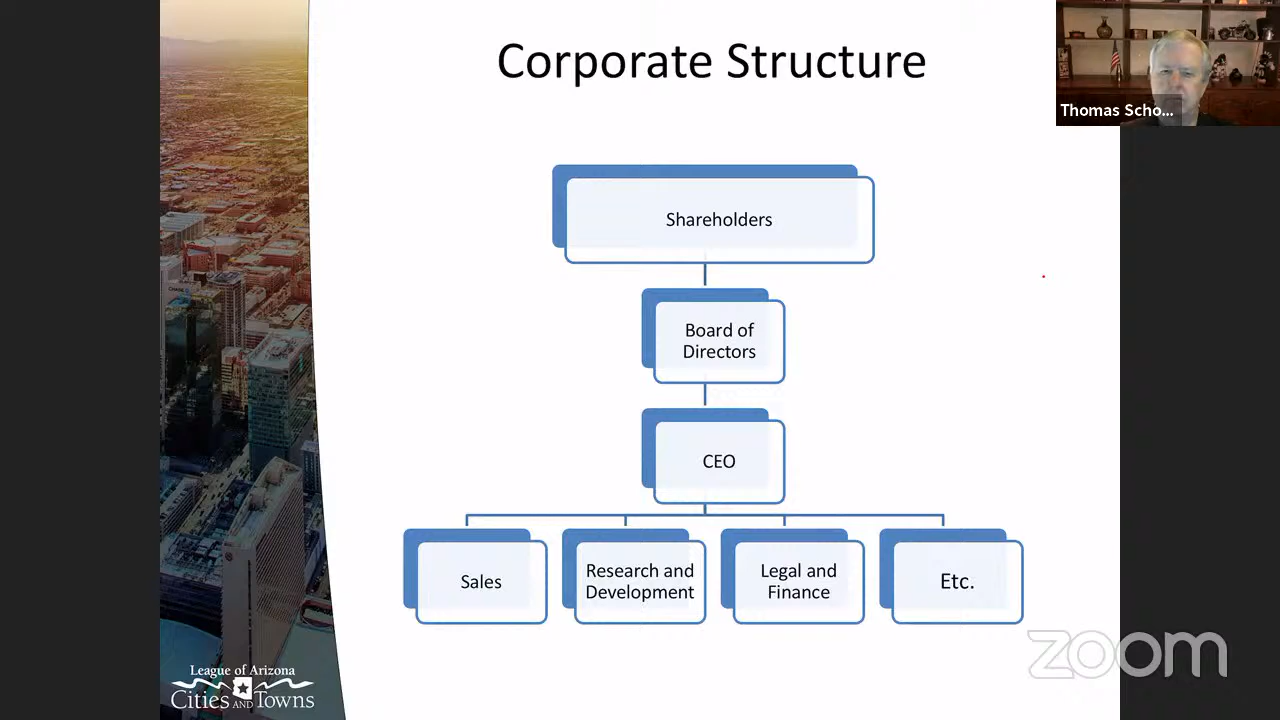 Corporate Structure
Thomas Scho...
Shareholders
Board of
Directors
CEO
Sales
Research and
Development
Legal and
Finance
Etc.
zoom
League of Arizona
Cities AND Towns